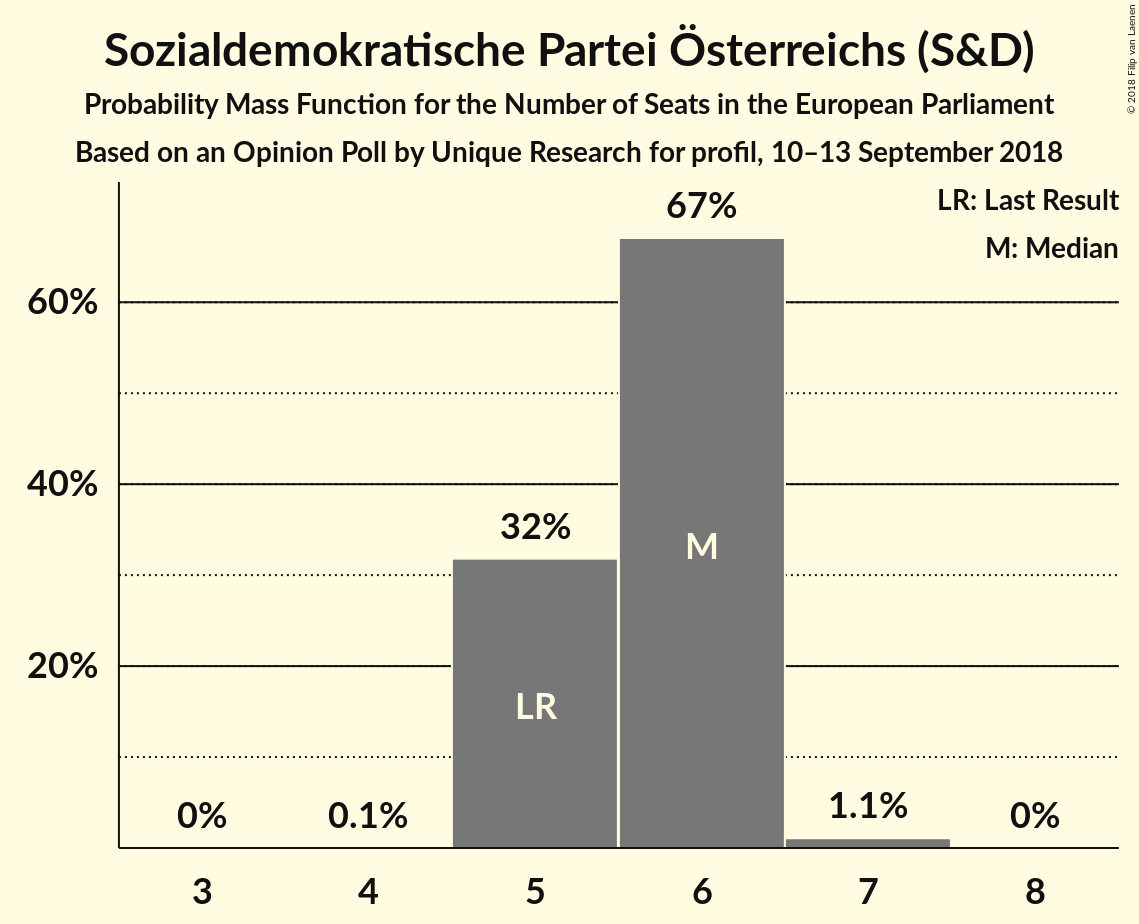 Sozialdemokratische Partei Österreichs (S&D)
Probability Mass Function for the Number of Seats in the European Parliament
Based on an Opinion Poll by Unique Research for profil, 10–13 September 2018
© 2018 Filip van Laenen
LR: Last Result
M: Median
67%
60%
40%
32%
M
20%
LR
0%
0.1%
1.1%
0%
3
4
5
6
7
8